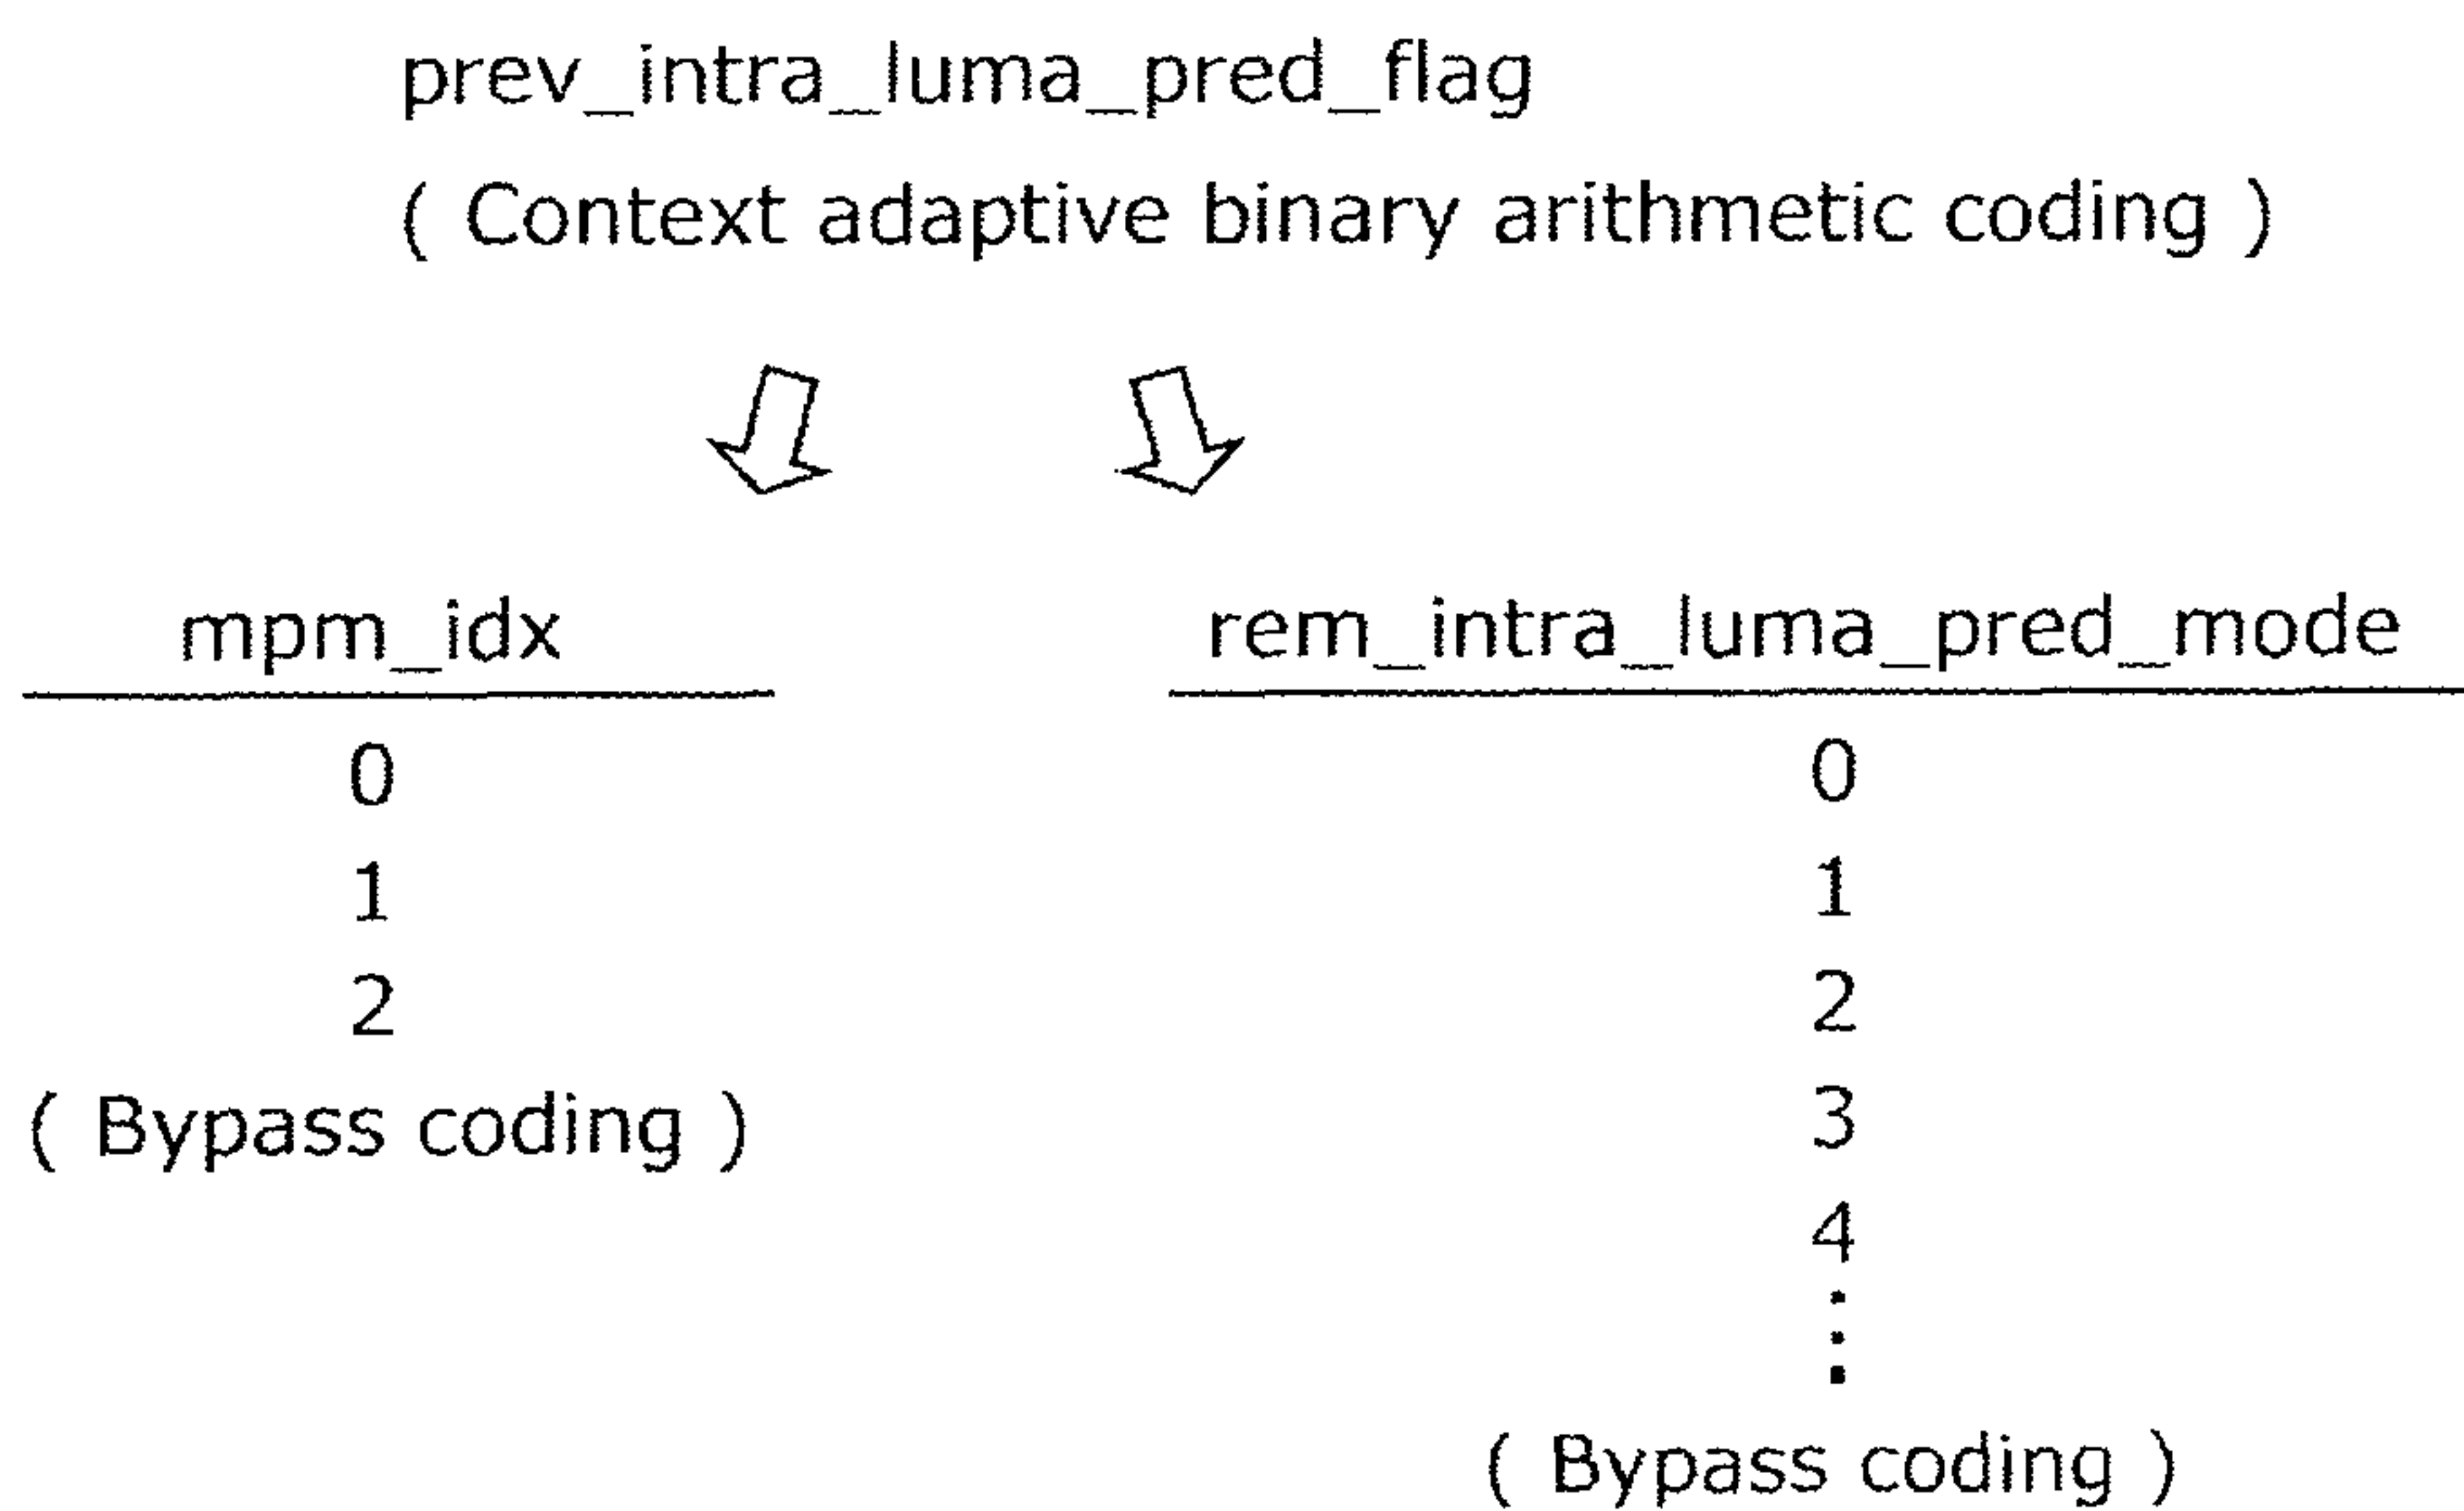 prev_intra_luma_pred_flag
( Context adaptive binary arithmetic coding )
mpm_idx
0
1
2
( Bypass coding )
rem_intra_luma_pred_mode
0
1
2
3
4
( Bypass coding )